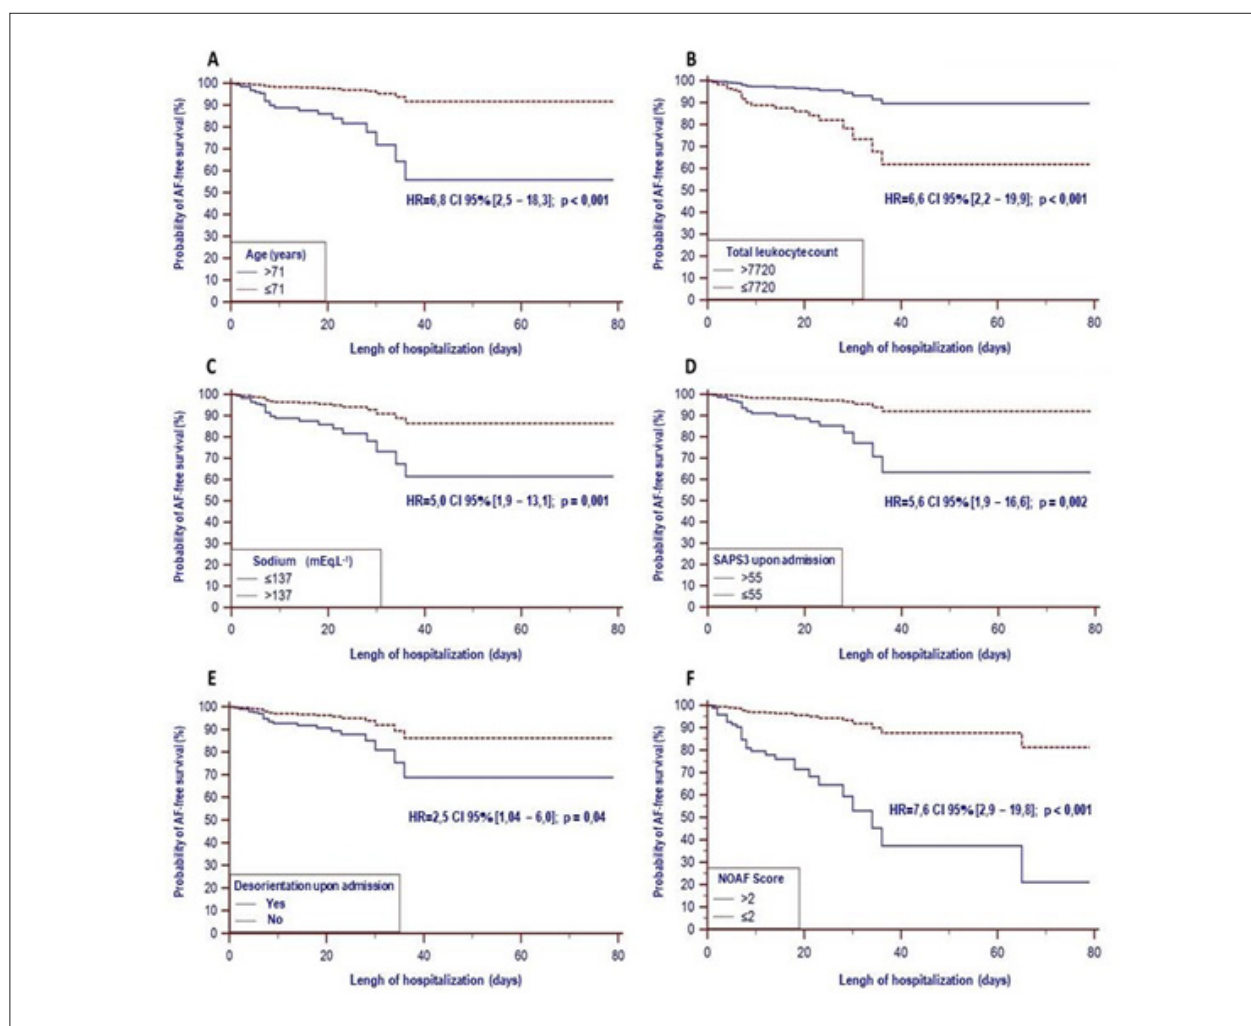 A
Probability of AF-free survival (%)
100
90
80
70
60
50
40
30
20
10
0
HR=6,8 CI 95% [2,5 – 18,3]; p < 0,001
Age (years)
>71
≤71
0 20 40 60 80
Lengh of hospitalization (days)
B
Probability of AF-free survival (%)
100
90
80
70
60
50
40
30
20
10
0
HR=6,6 CI 95% [2,2 – 19,9]; p < 0,001
Total leukocyte count
>7720
≤7720
0 20 40 60 80
Lengh of hospitalization (days)
C
Probability of AF-free survival (%)
100
90
80
70
60
50
40
30
20
10
0
HR=5,0 CI 95% [1,9 – 13,1]; p = 0,001
Sodium (mEq.L⁻¹)
≤137
>137
0 20 40 60 80
Lengh of hospitalization (days)
D
Probability of AF-free survival (%)
100
90
80
70
60
50
40
30
20
10
0
HR=5,6 CI 95% [1,9 – 16,6]; p = 0,002
SAPS3 upon admission
>55
≤55
0 20 40 60 80
Lengh of hospitalization (days)
E
Probability of AF-free survival (%)
100
90
80
70
60
50
40
30
20
10
0
HR=2,5 CI 95% [1,04 – 6,0]; p = 0,04
Desorientation upon admission
Yes
No
0 20 40 60 80
Lengh of hospitalization (days)
F
Probability of AF-free survival (%)
100
90
80
70
60
50
40
30
20
10
0
HR=7,6 CI 95% [2,9 – 19,8]; p < 0,001
NOAF Score
>2
≤2
0 20 40 60 80
Lengh of hospitalization (days)